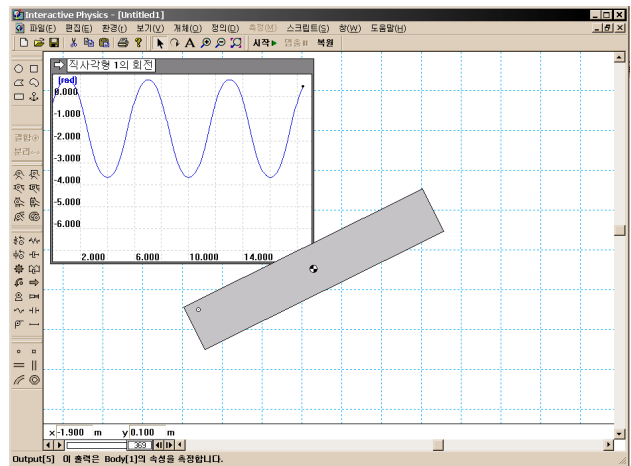 Interactive Physics - [Untitled1]
파일(F) 편집(E) 환경(r) 보기(V) 개체(O) 정의(D) 측정(M) 스크립트(S) 창(W) 도움말(H)
시작 멈춤 복원
결합
분리
직사각형 1의 회전
(red)
0.000
-1.000
-2.000
-3.000
-4.000
-5.000
-6.000
2.000 6.000 10.000 14.000
x -1.900 m y 0.100 m
369
Output[5] 이 출력은 Body[1]의 속성을 측정합니다.